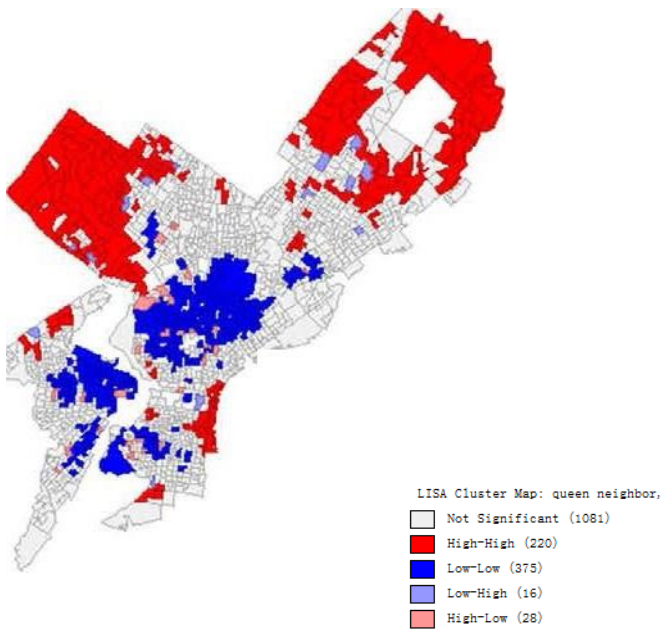 LISA Cluster Map: queen neighbor,
Not Significant (1081)
High-High (220)
Low-Low (375)
Low-High (16)
High-Low (28)